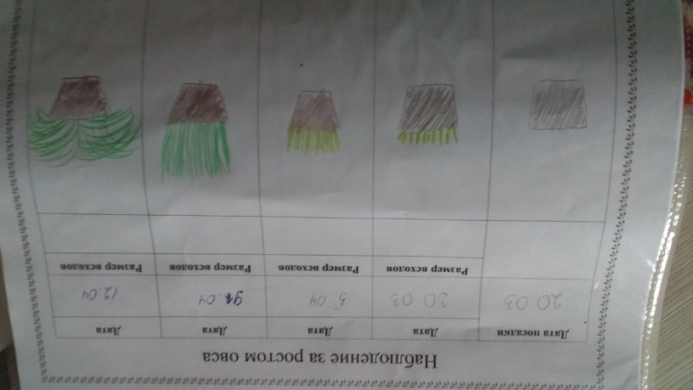 Наблюдение за ростом овса
Дата посадки Дата Дата Дата Дата
20 03 30 03 5 04 12.04
Размер всходов Размер всходов Размер всходов Размер всходов